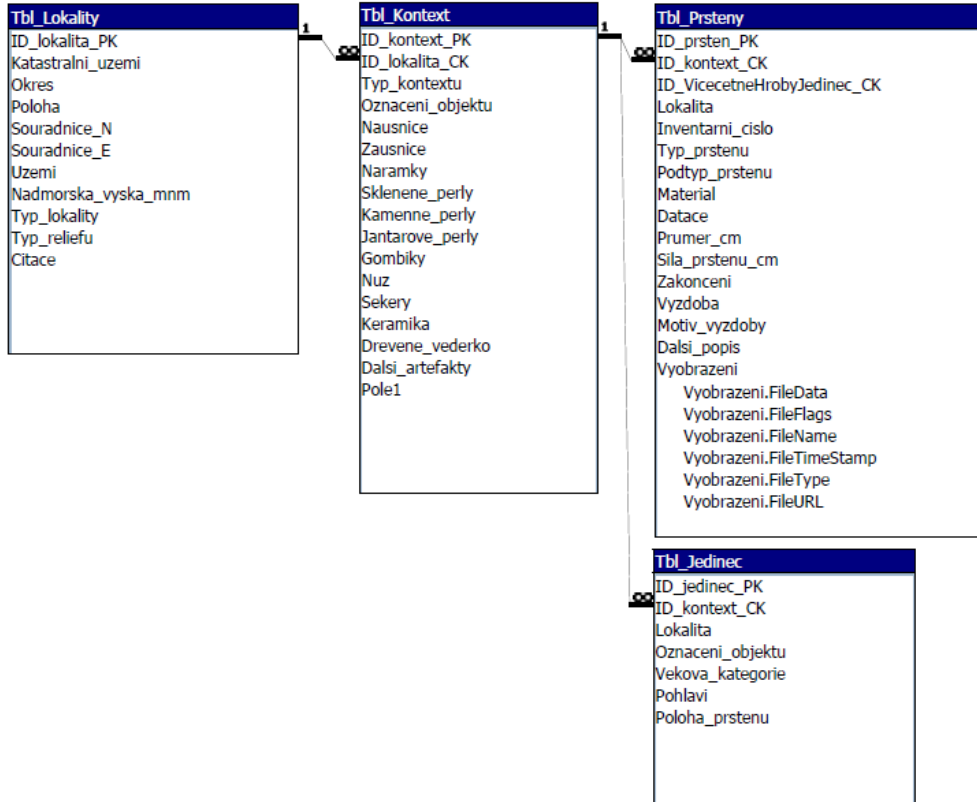 Tbl_Lokality
ID_lokalita_PK
Katastralni_uzemi
Okres
Poloha
Souradnice_N
Souradnice_E
Uzemi
Nadmorska_vyska_mnm
Typ_lokality
Typ_reliefu
Citace
1
∞
Tbl_Kontext
ID_kontext_PK
ID_lokalita_CK
Typ_kontextu
Oznaceni_objektu
Nausnice
Zausnice
Naramky
Sklenene_perly
Kamenne_perly
Jantarove_perly
Gombiky
Nuz
Sekery
Keramika
Drevene_vederko
Dalsi_artefakty
Pole1
1
∞
Tbl_Prsteny
ID_prsten_PK
ID_kontext_CK
ID_VicecetneHrobyJedinec_CK
Lokalita
Inventarni_cislo
Typ_prstenu
Podtyp_prstenu
Material
Datace
Prumer_cm
Sila_prstenu_cm
Zakonceni
Vyzdoba
Motiv_vyzdoby
Dalsi_popis
Vyobrazeni
Vyobrazeni.FileData
Vyobrazeni.FileFlags
Vyobrazeni.FileName
Vyobrazeni.FileTimeStamp
Vyobrazeni.FileType
Vyobrazeni.FileURL
∞
Tbl_Jedinec
ID_jedinec_PK
ID_kontext_CK
Lokalita
Oznaceni_objektu
Vekova_kategorie
Pohlavi
Poloha_prstenu